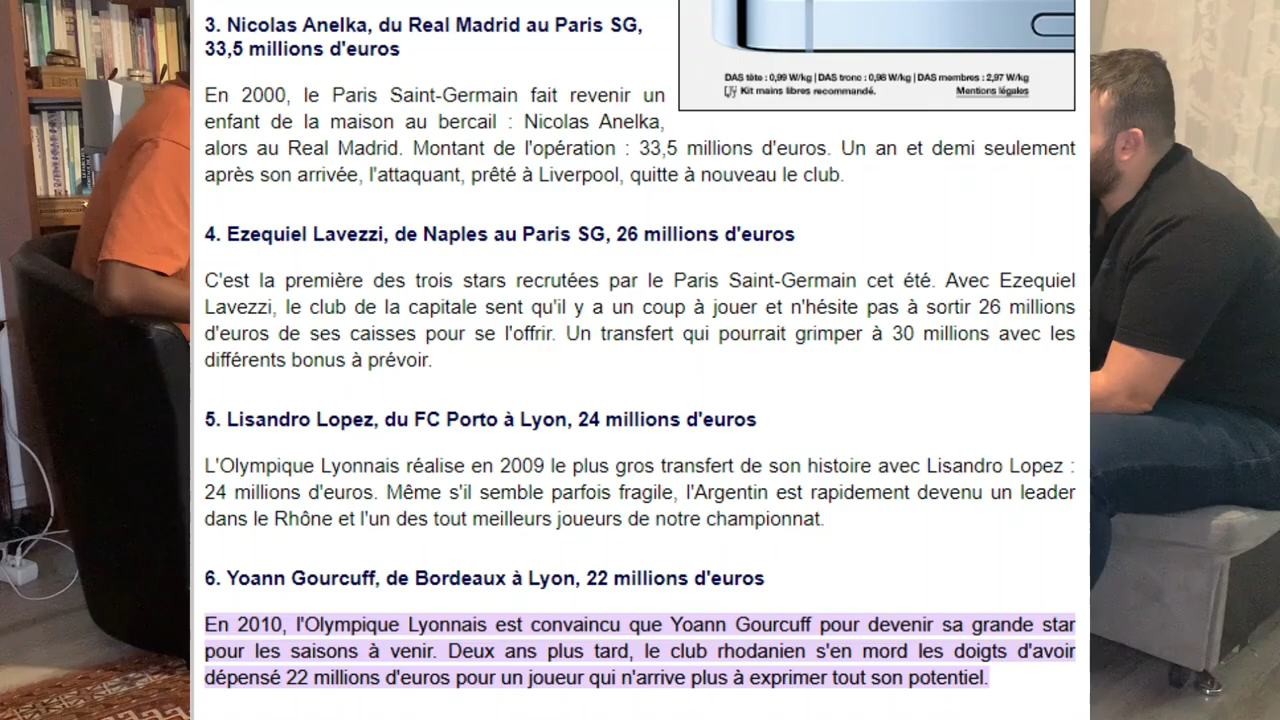 3. Nicolas Anelka, du Real Madrid au Paris SG,
33,5 millions d'euros
DAS tête : 0,99 W/kg | DAS tronc : 0,98 W/kg | DAS membres : 2,97 W/kg
Kit mains libres recommandé.
Mentions légales
En 2000, le Paris Saint-Germain fait revenir un
enfant de la maison au bercail : Nicolas Anelka,
alors au Real Madrid. Montant de l'opération : 33,5 millions d'euros. Un an et demi seulement
après son arrivée, l'attaquant, prêté à Liverpool, quitte à nouveau le club.
4. Ezequiel Lavezzi, de Naples au Paris SG, 26 millions d'euros
C'est la première des trois stars recrutées par le Paris Saint-Germain cet été. Avec Ezequiel
Lavezzi, le club de la capitale sent qu'il y a un coup à jouer et n'hésite pas à sortir 26 millions
d'euros de ses caisses pour se l'offrir. Un transfert qui pourrait grimper à 30 millions avec les
différents bonus à prévoir.
5. Lisandro Lopez, du FC Porto à Lyon, 24 millions d'euros
L'Olympique Lyonnais réalise en 2009 le plus gros transfert de son histoire avec Lisandro Lopez :
24 millions d'euros. Même s'il semble parfois fragile, l'Argentin est rapidement devenu un leader
dans le Rhône et l'un des tout meilleurs joueurs de notre championnat.
6. Yoann Gourcuff, de Bordeaux à Lyon, 22 millions d'euros
En 2010, l'Olympique Lyonnais est convaincu que Yoann Gourcuff pour devenir sa grande star
pour les saisons à venir. Deux ans plus tard, le club rhodanien s'en mord les doigts d'avoir
dépensé 22 millions d'euros pour un joueur qui n'arrive plus à exprimer tout son potentiel.